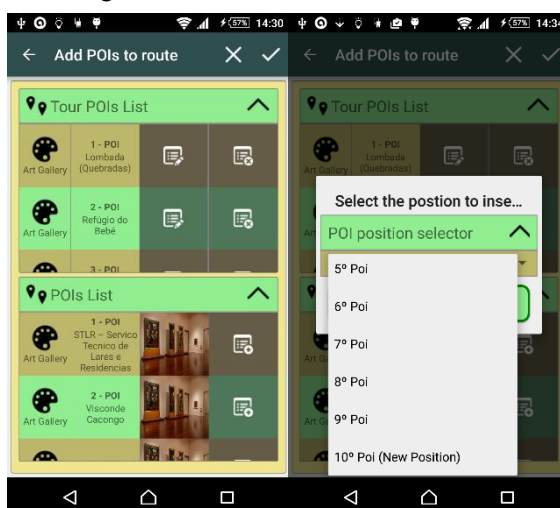 57% 14:30
Add POIs to route
Tour POIs List
Art Gallery
1 - POI
Lombada
(Quebradas)
Art Gallery
2 - POI
Refúgio do
Bebé
3 - POI
POIs List
Art Gallery
1 - POI
STLR – Servico
Tecnico de
Lares e
Residencias
Art Gallery
2 - POI
Visconde
Cacongo
57% 14:34
Add POIs to route
Tour POIs List
Art Gallery
1 - POI
Lombada
(Quebradas)
Select the postion to inse...
POI position selector
5º Poi
6º Poi
7º Poi
8º Poi
9º Poi
10º Poi (New Position)